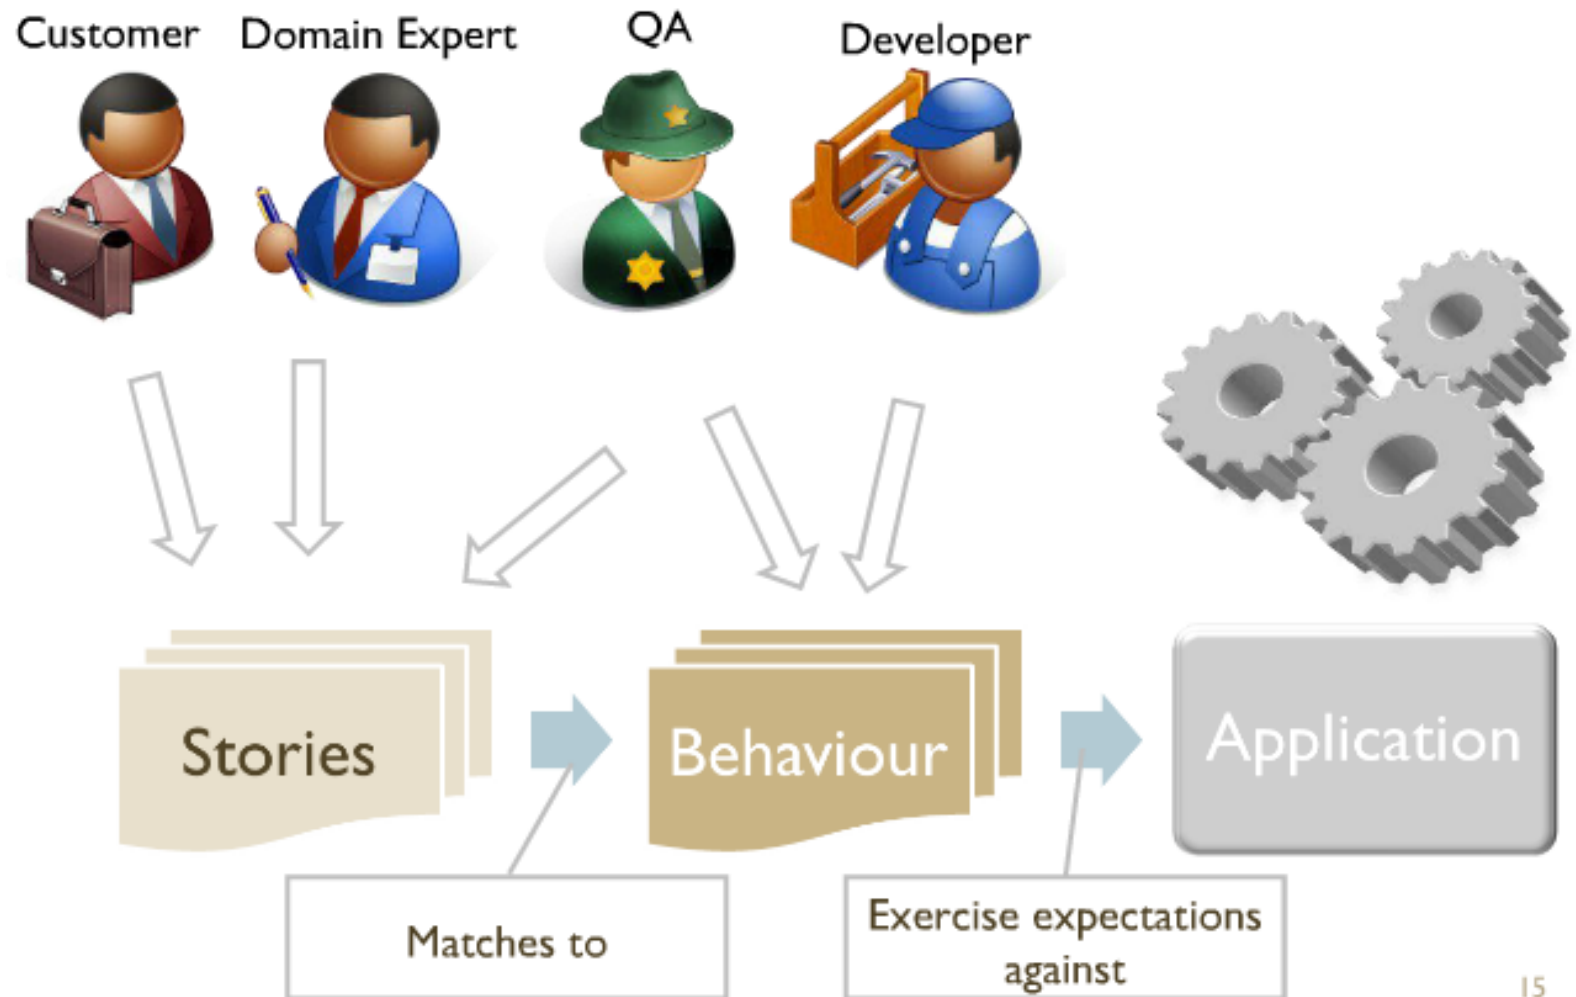 Customer
Domain Expert
QA
Developer
Stories
Behaviour
Application
Matches to
Exercise expectations
against
15